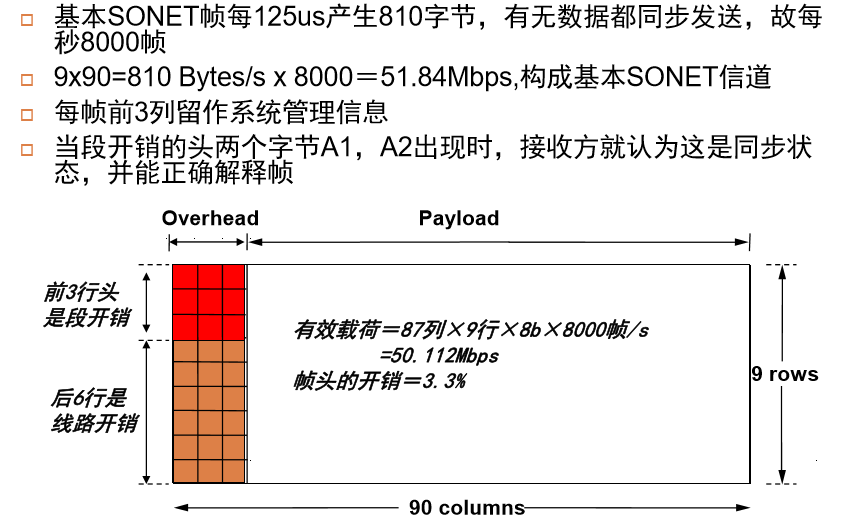 基本SONET帧每125us产生810字节，有无数据都同步发送，故每
秒8000帧
9x90=810 Bytes/s x 8000＝51.84Mbps,构成基本SONET信道
每帧前3列留作系统管理信息
当段开销的头两个字节A1，A2出现时，接收方就认为这是同步状
态，并能正确解释帧
Overhead
Payload
前3行头
是段开销
有效载荷＝87列×9行×8b×8000帧/s
=50.112Mbps
帧头的开销＝3.3%
9 rows
后6行是
线路开销
90 columns